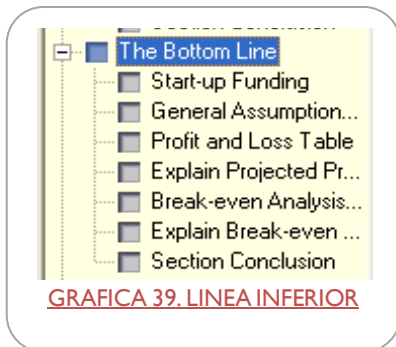 The Bottom Line
Start-up Funding
General Assumption...
Profit and Loss Table
Explain Projected Pr...
Break-even Analysis...
Explain Break-even ...
Section Conclusion
GRAFICA 39. LINEA INFERIOR